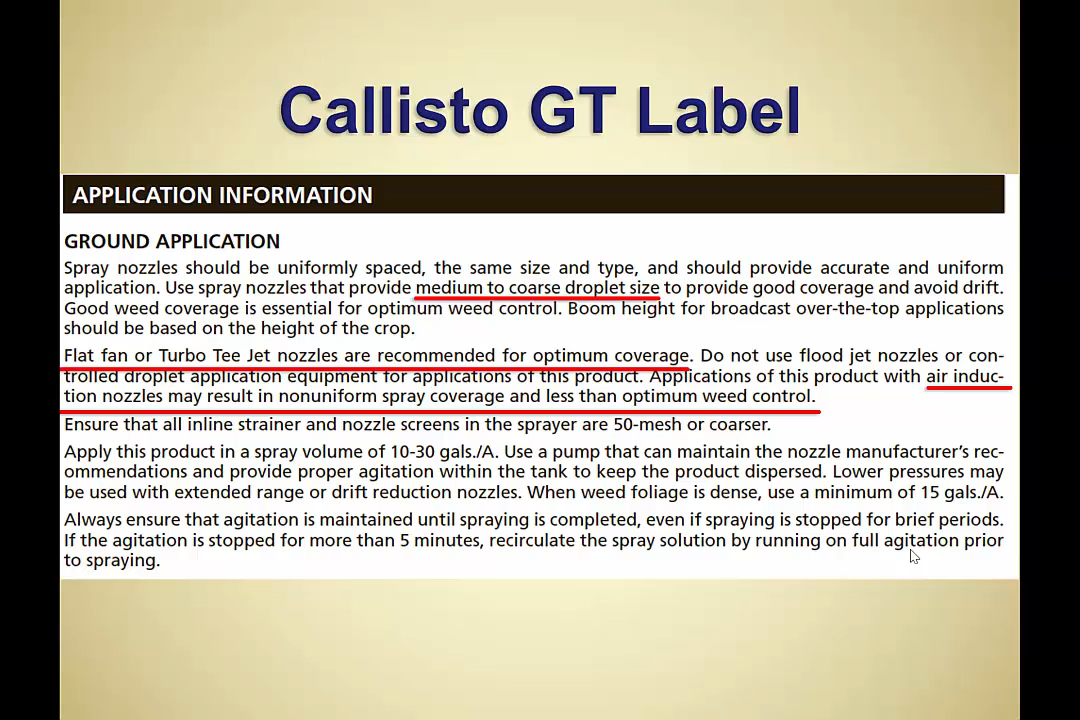 Callisto GT Label
APPLICATION INFORMATION
GROUND APPLICATION
Spray nozzles should be uniformly spaced, the same size and type, and should provide accurate and uniform
application. Use spray nozzles that provide medium to coarse droplet size to provide good coverage and avoid drift.
Good weed coverage is essential for optimum weed control. Boom height for broadcast over-the-top applications
should be based on the height of the crop.
Flat fan or Turbo Tee Jet nozzles are recommended for optimum coverage. Do not use flood jet nozzles or con-
trolled droplet application equipment for applications of this product. Applications of this product with air induc-
tion nozzles may result in nonuniform spray coverage and less than optimum weed control.
Ensure that all inline strainer and nozzle screens in the sprayer are 50-mesh or coarser.
Apply this product in a spray volume of 10-30 gals./A. Use a pump that can maintain the nozzle manufacturer's rec-
ommendations and provide proper agitation within the tank to keep the product dispersed. Lower pressures may
be used with extended range or drift reduction nozzles. When weed foliage is dense, use a minimum of 15 gals./A.
Always ensure that agitation is maintained until spraying is completed, even if spraying is stopped for brief periods.
If the agitation is stopped for more than 5 minutes, recirculate the spray solution by running on full agitation prior
to spraying.